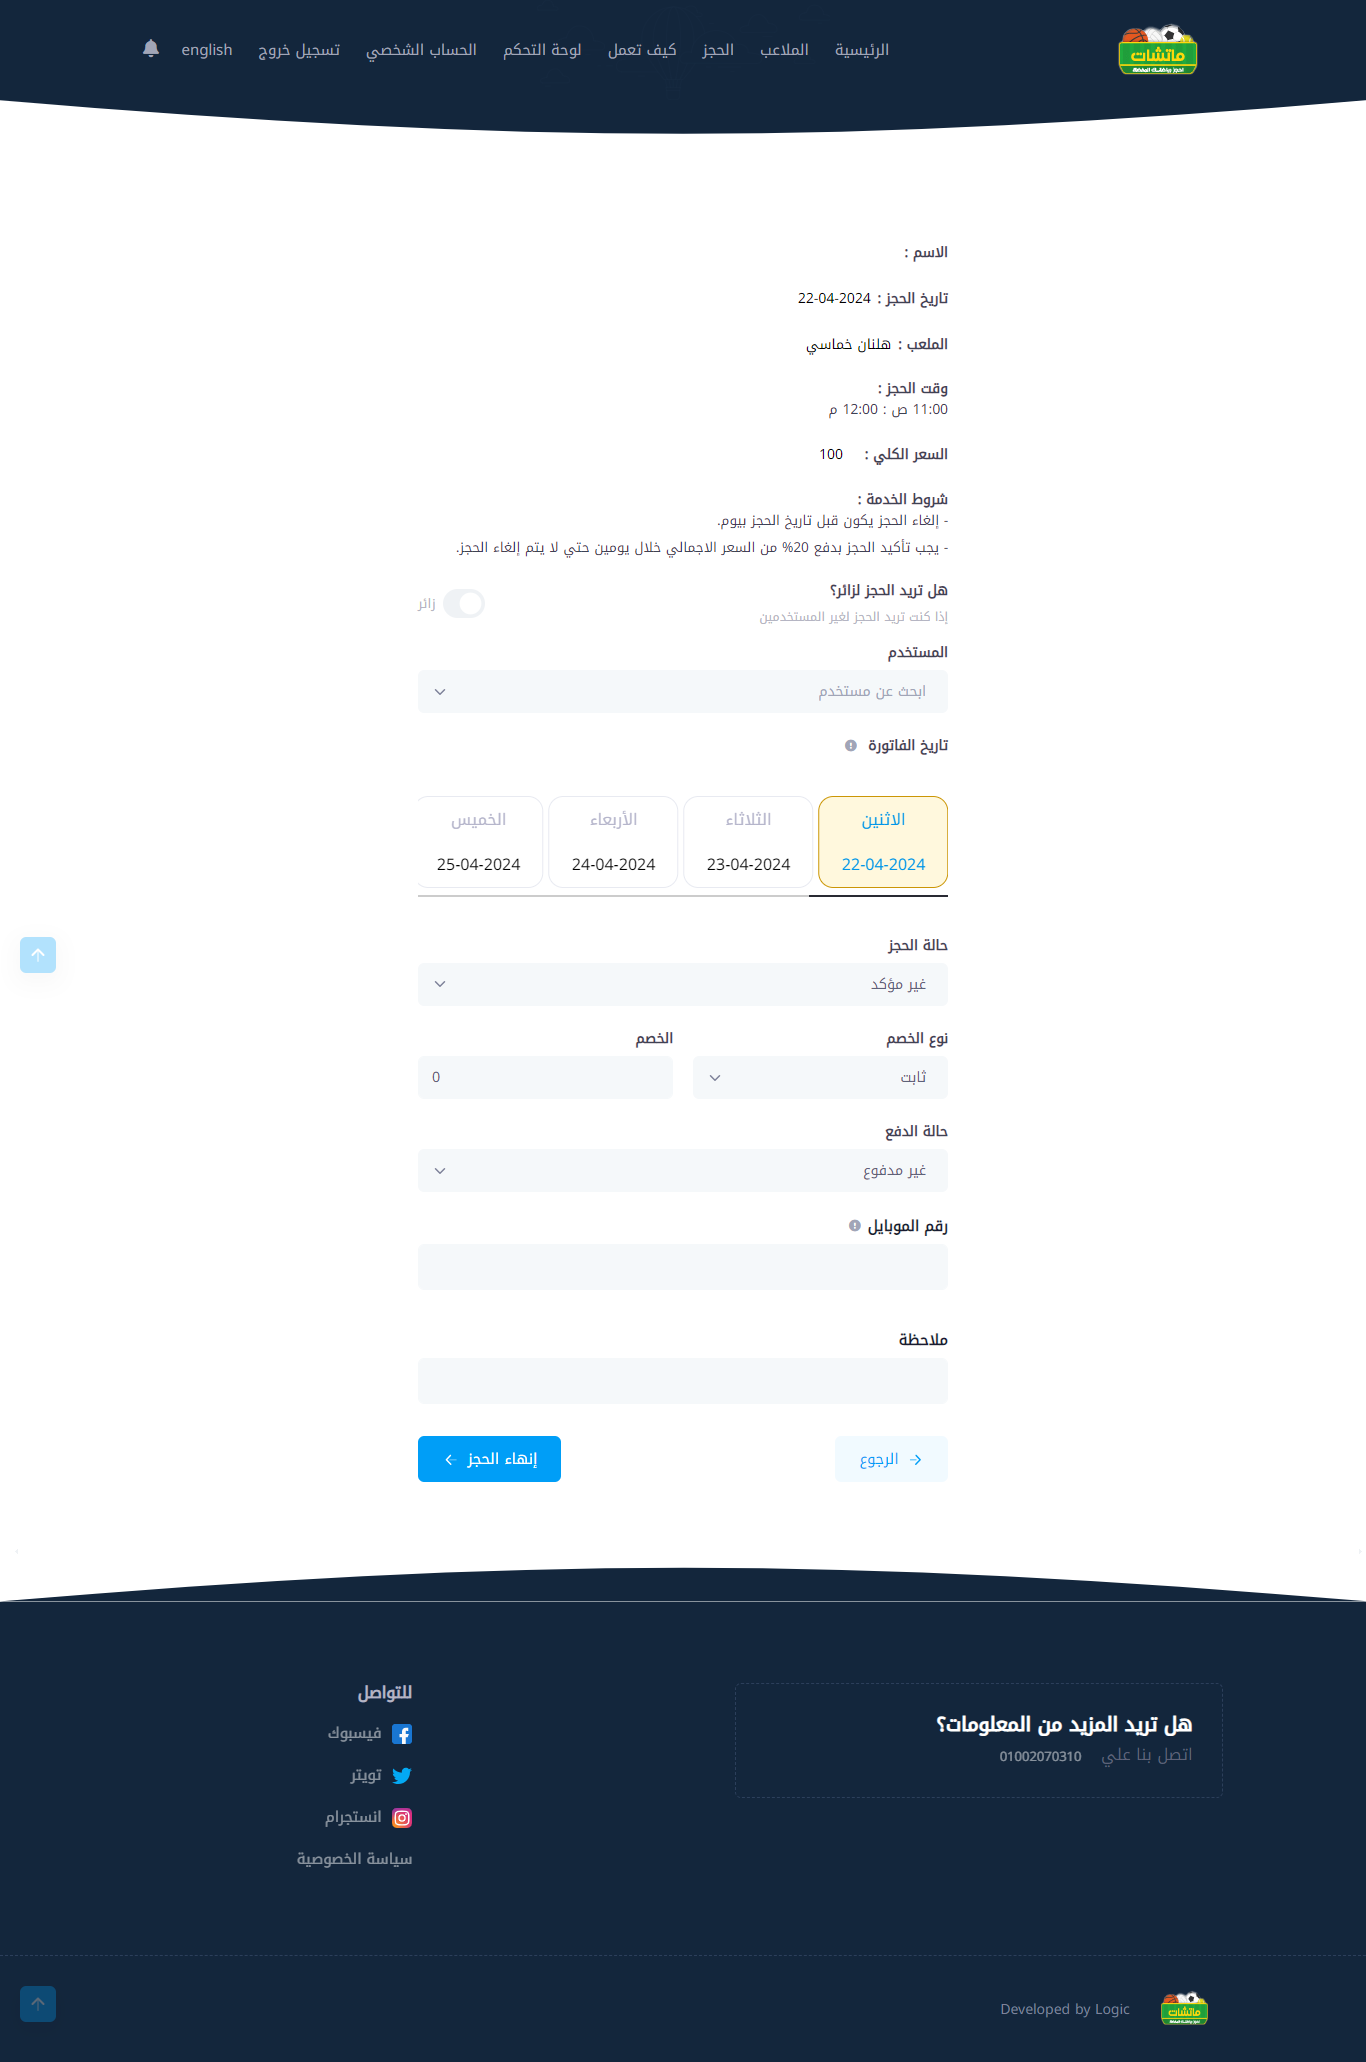 ماتشات
الرئيسية
الملاعب
الحجز
كيف تعمل
لوحة التحكم
الحساب الشخصي
تسجيل خروج
english
الاسم :
تاريخ الحجز : 22-04-2024
الملعب : هلنان خماسي
وقت الحجز :
11:00 ص : 12:00 م
السعر الكلي : 100
شروط الخدمة :
- إلغاء الحجز يكون قبل تاريخ الحجز بيوم.
- يجب تأكيد الحجز بدفع 20% من السعر الاجمالي خلال يومين حتي لا يتم إلغاء الحجز.
هل تريد الحجز لزائر؟
إذا كنت تريد الحجز لغير المستخدمين
زائر
المستخدم
ابحث عن مستخدم
تاريخ الفاتورة
الاثنين
22-04-2024
الثلاثاء
23-04-2024
الأربعاء
24-04-2024
الخميس
25-04-2024
حالة الحجز
غير مؤكد
نوع الخصم
ثابت
الخصم
0
حالة الدفع
غير مدفوع
رقم الموبايل
ملاحظة
الرجوع
إنهاء الحجز
هل تريد المزيد من المعلومات؟
اتصل بنا علي 01002070310
للتواصل
فيسبوك
تويتر
انستجرام
سياسة الخصوصية
ماتشات
Developed by Logic